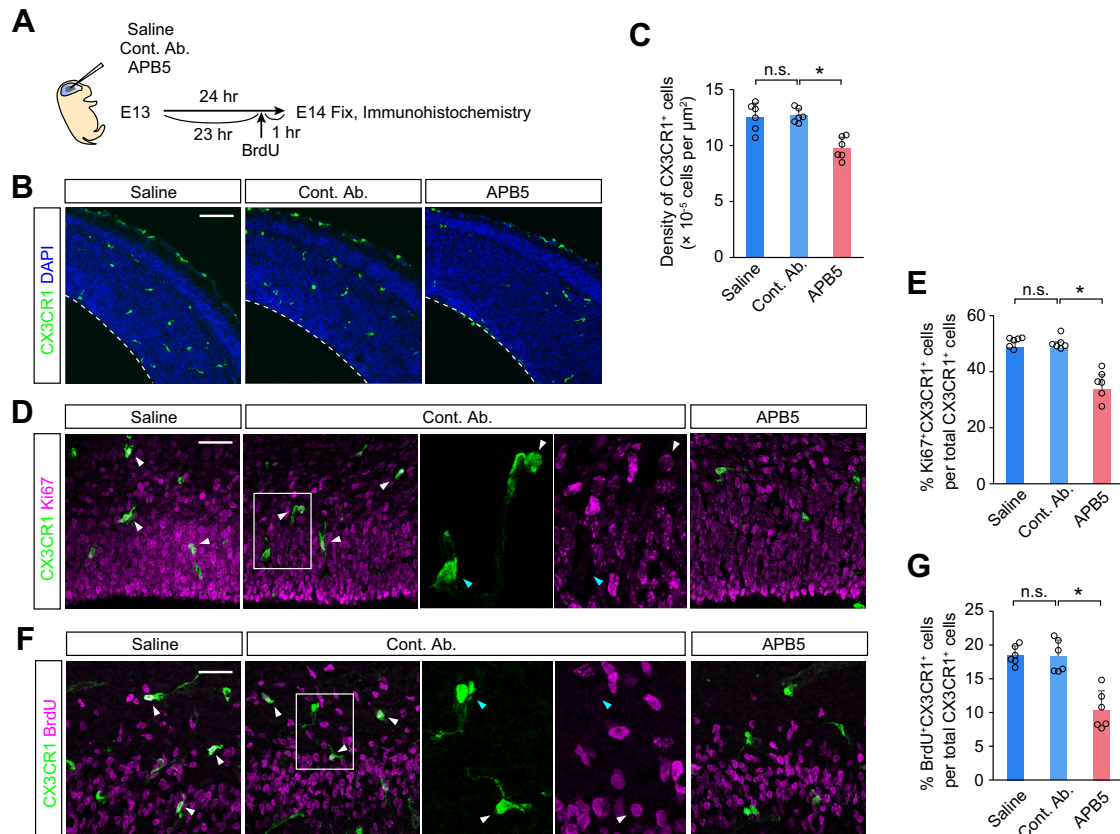 A
Saline
Cont. Ab.
APB5
E13
24 hr
23 hr
1 hr
BrdU
E14 Fix, Immunohistochemistry
B
Saline
Cont. Ab.
APB5
CX3CR1 DAPI
C
Density of CX3CR1⁺ cells
(× 10⁻⁵ cells per µm²)
15
10
5
0
n.s.
*
Saline
Cont. Ab.
APB5
D
Saline
Cont. Ab.
APB5
CX3CR1 Ki67
E
% Ki67⁺CX3CR1⁺ cells
per total CX3CR1⁺ cells
60
40
20
0
n.s.
*
Saline
Cont. Ab.
APB5
F
Saline
Cont. Ab.
APB5
CX3CR1 BrdU
G
% BrdU⁺CX3CR1⁺ cells
per total CX3CR1⁺ cells
25
20
15
10
5
0
n.s.
*
Saline
Cont. Ab.
APB5